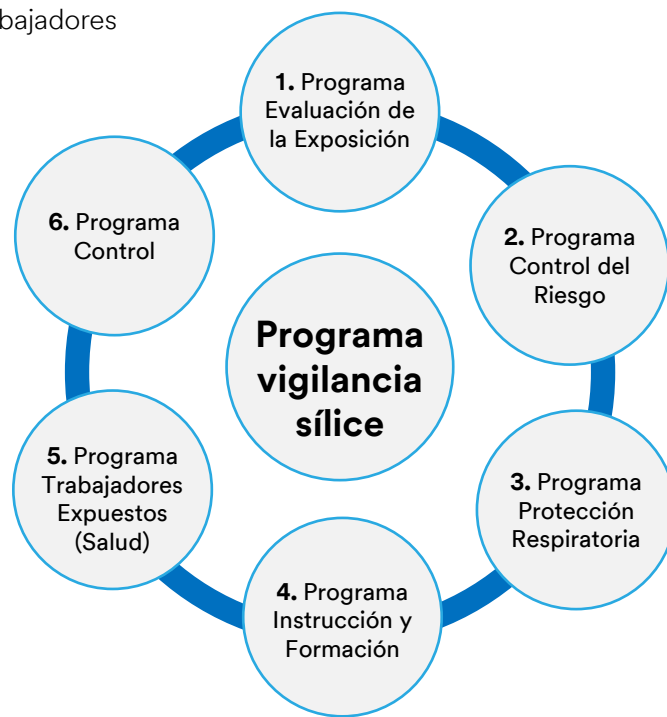 bajadores
1. Programa
Evaluación de
la Exposición
2. Programa
Control del
Riesgo
3. Programa
Protección
Respiratoria
4. Programa
Instrucción y
Formación
5. Programa
Trabajadores
Expuestos
(Salud)
6. Programa
Control
Programa
vigilancia
sílice